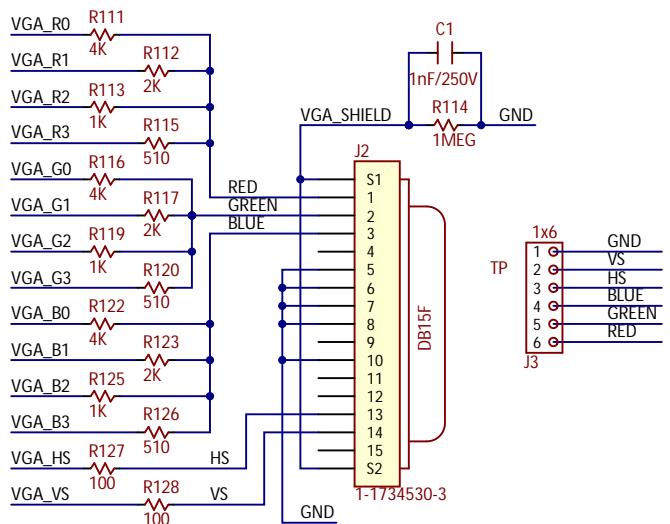 VGA_R0 R111 4K
VGA_R1 R112 2K
VGA_R2 R113 1K
VGA_R3 R115 510
VGA_G0 R116 4K
VGA_G1 R117 2K
VGA_G2 R119 1K
VGA_G3 R120 510
VGA_B0 R122 4K
VGA_B1 R123 2K
VGA_B2 R125 1K
VGA_B3 R126 510
VGA_HS R127 100 HS
VGA_VS R128 100 VS
RED
GREEN
BLUE
C1
1nF/250V
VGA_SHIELD R114 GND
1MEG
J2
S1
1
2
3
4
5
6
7
8
9
10
11
12
13
14
15
S2
DB15F
1-1734530-3
GND
1x6
TP
1 GND
2 VS
3 HS
4 BLUE
5 GREEN
6 RED
J3